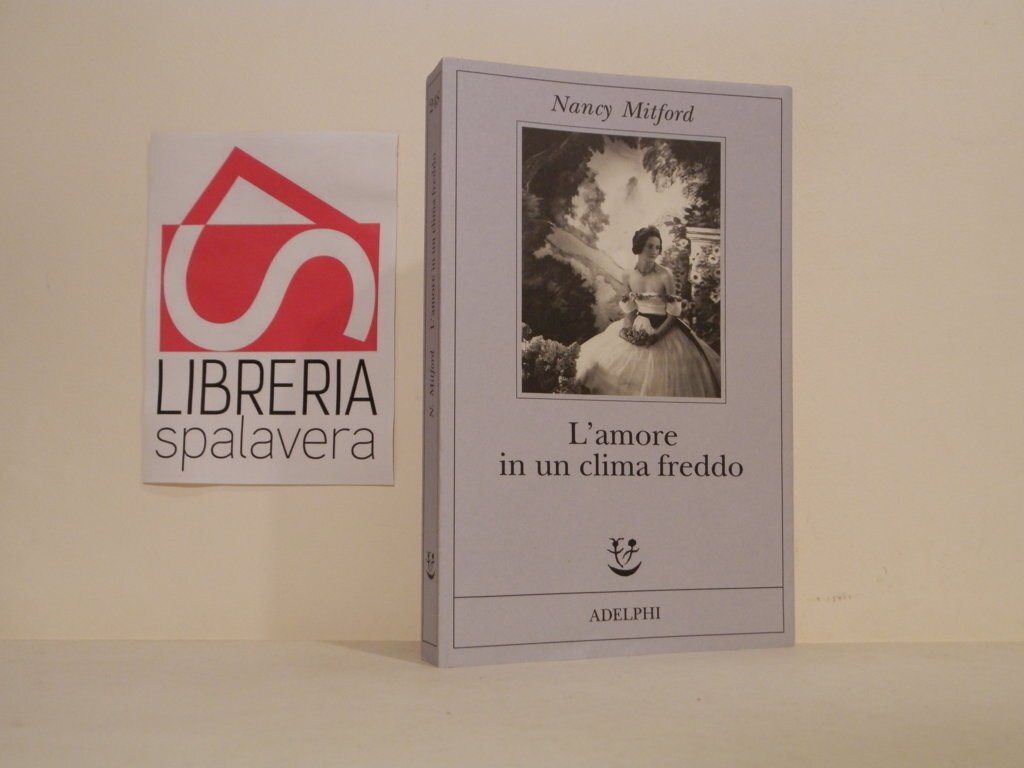 LIBRERIA
spalavera
N. Mitford L'amore in un clima freddo
Nancy Mitford
L'amore
in un clima freddo
ADELPHI